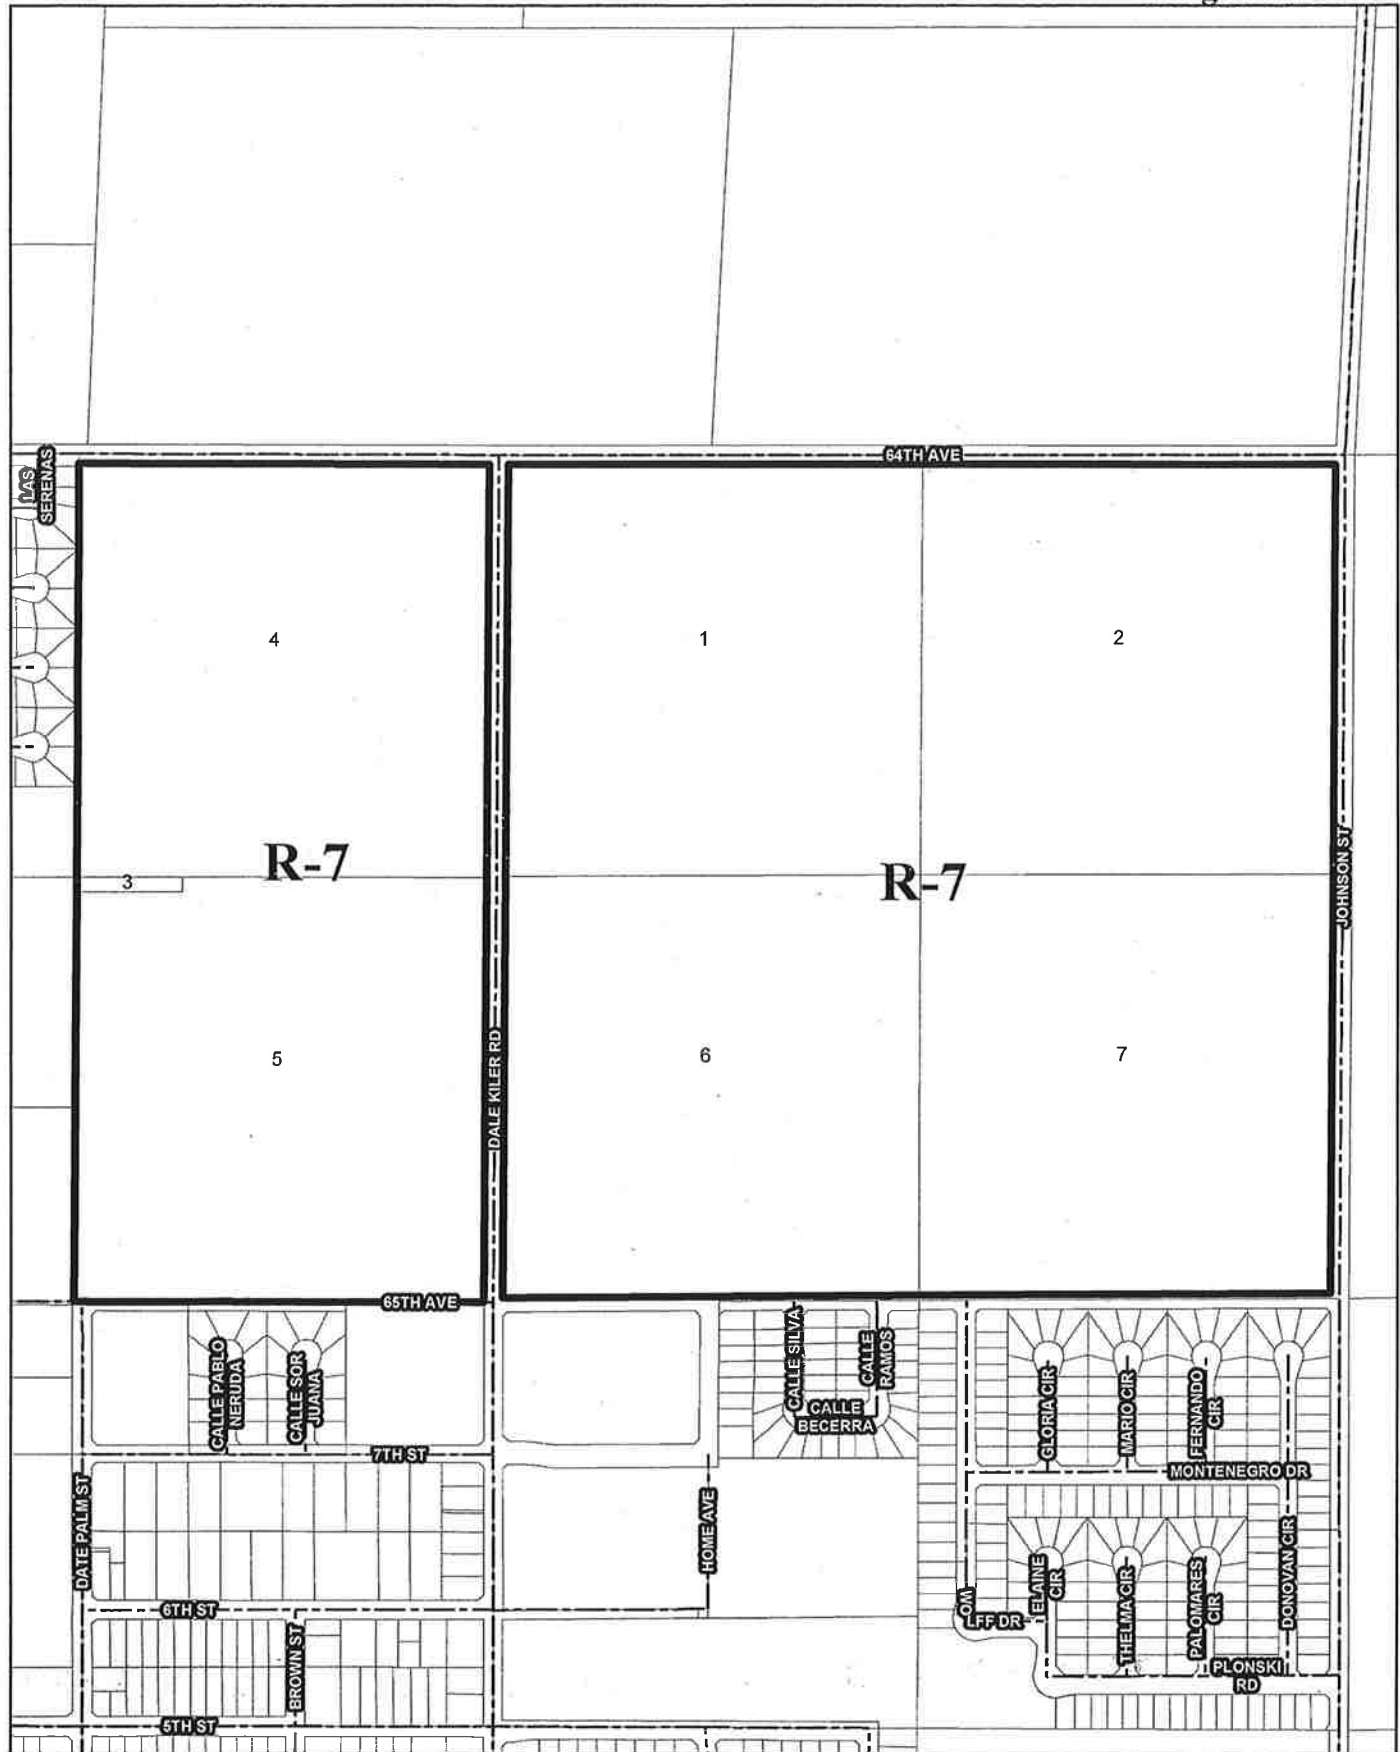 64TH AVE
LAS
SERENAS
4
1
2
R-7
3
R-7
JOHNSON ST
5
6
7
DALE KILER RD
65TH AVE
CALLE PABLO
NERUDA
CALLE SOR
JUANA
CALLE SILVA
CALLE
RAMOS
CALLE
BECERRA
GLORIA CIR
MARIO CIR
FERNANDO
CIR
7TH ST
MONTENEGRO DR
DATE PALM ST
HOME AVE
ELAINE
CIR
THELMA CIR
PALOMARES
CIR
DONOVAN CIR
6TH ST
WO
LFF DR
BROWN ST
PLONSKI
RD
5TH ST